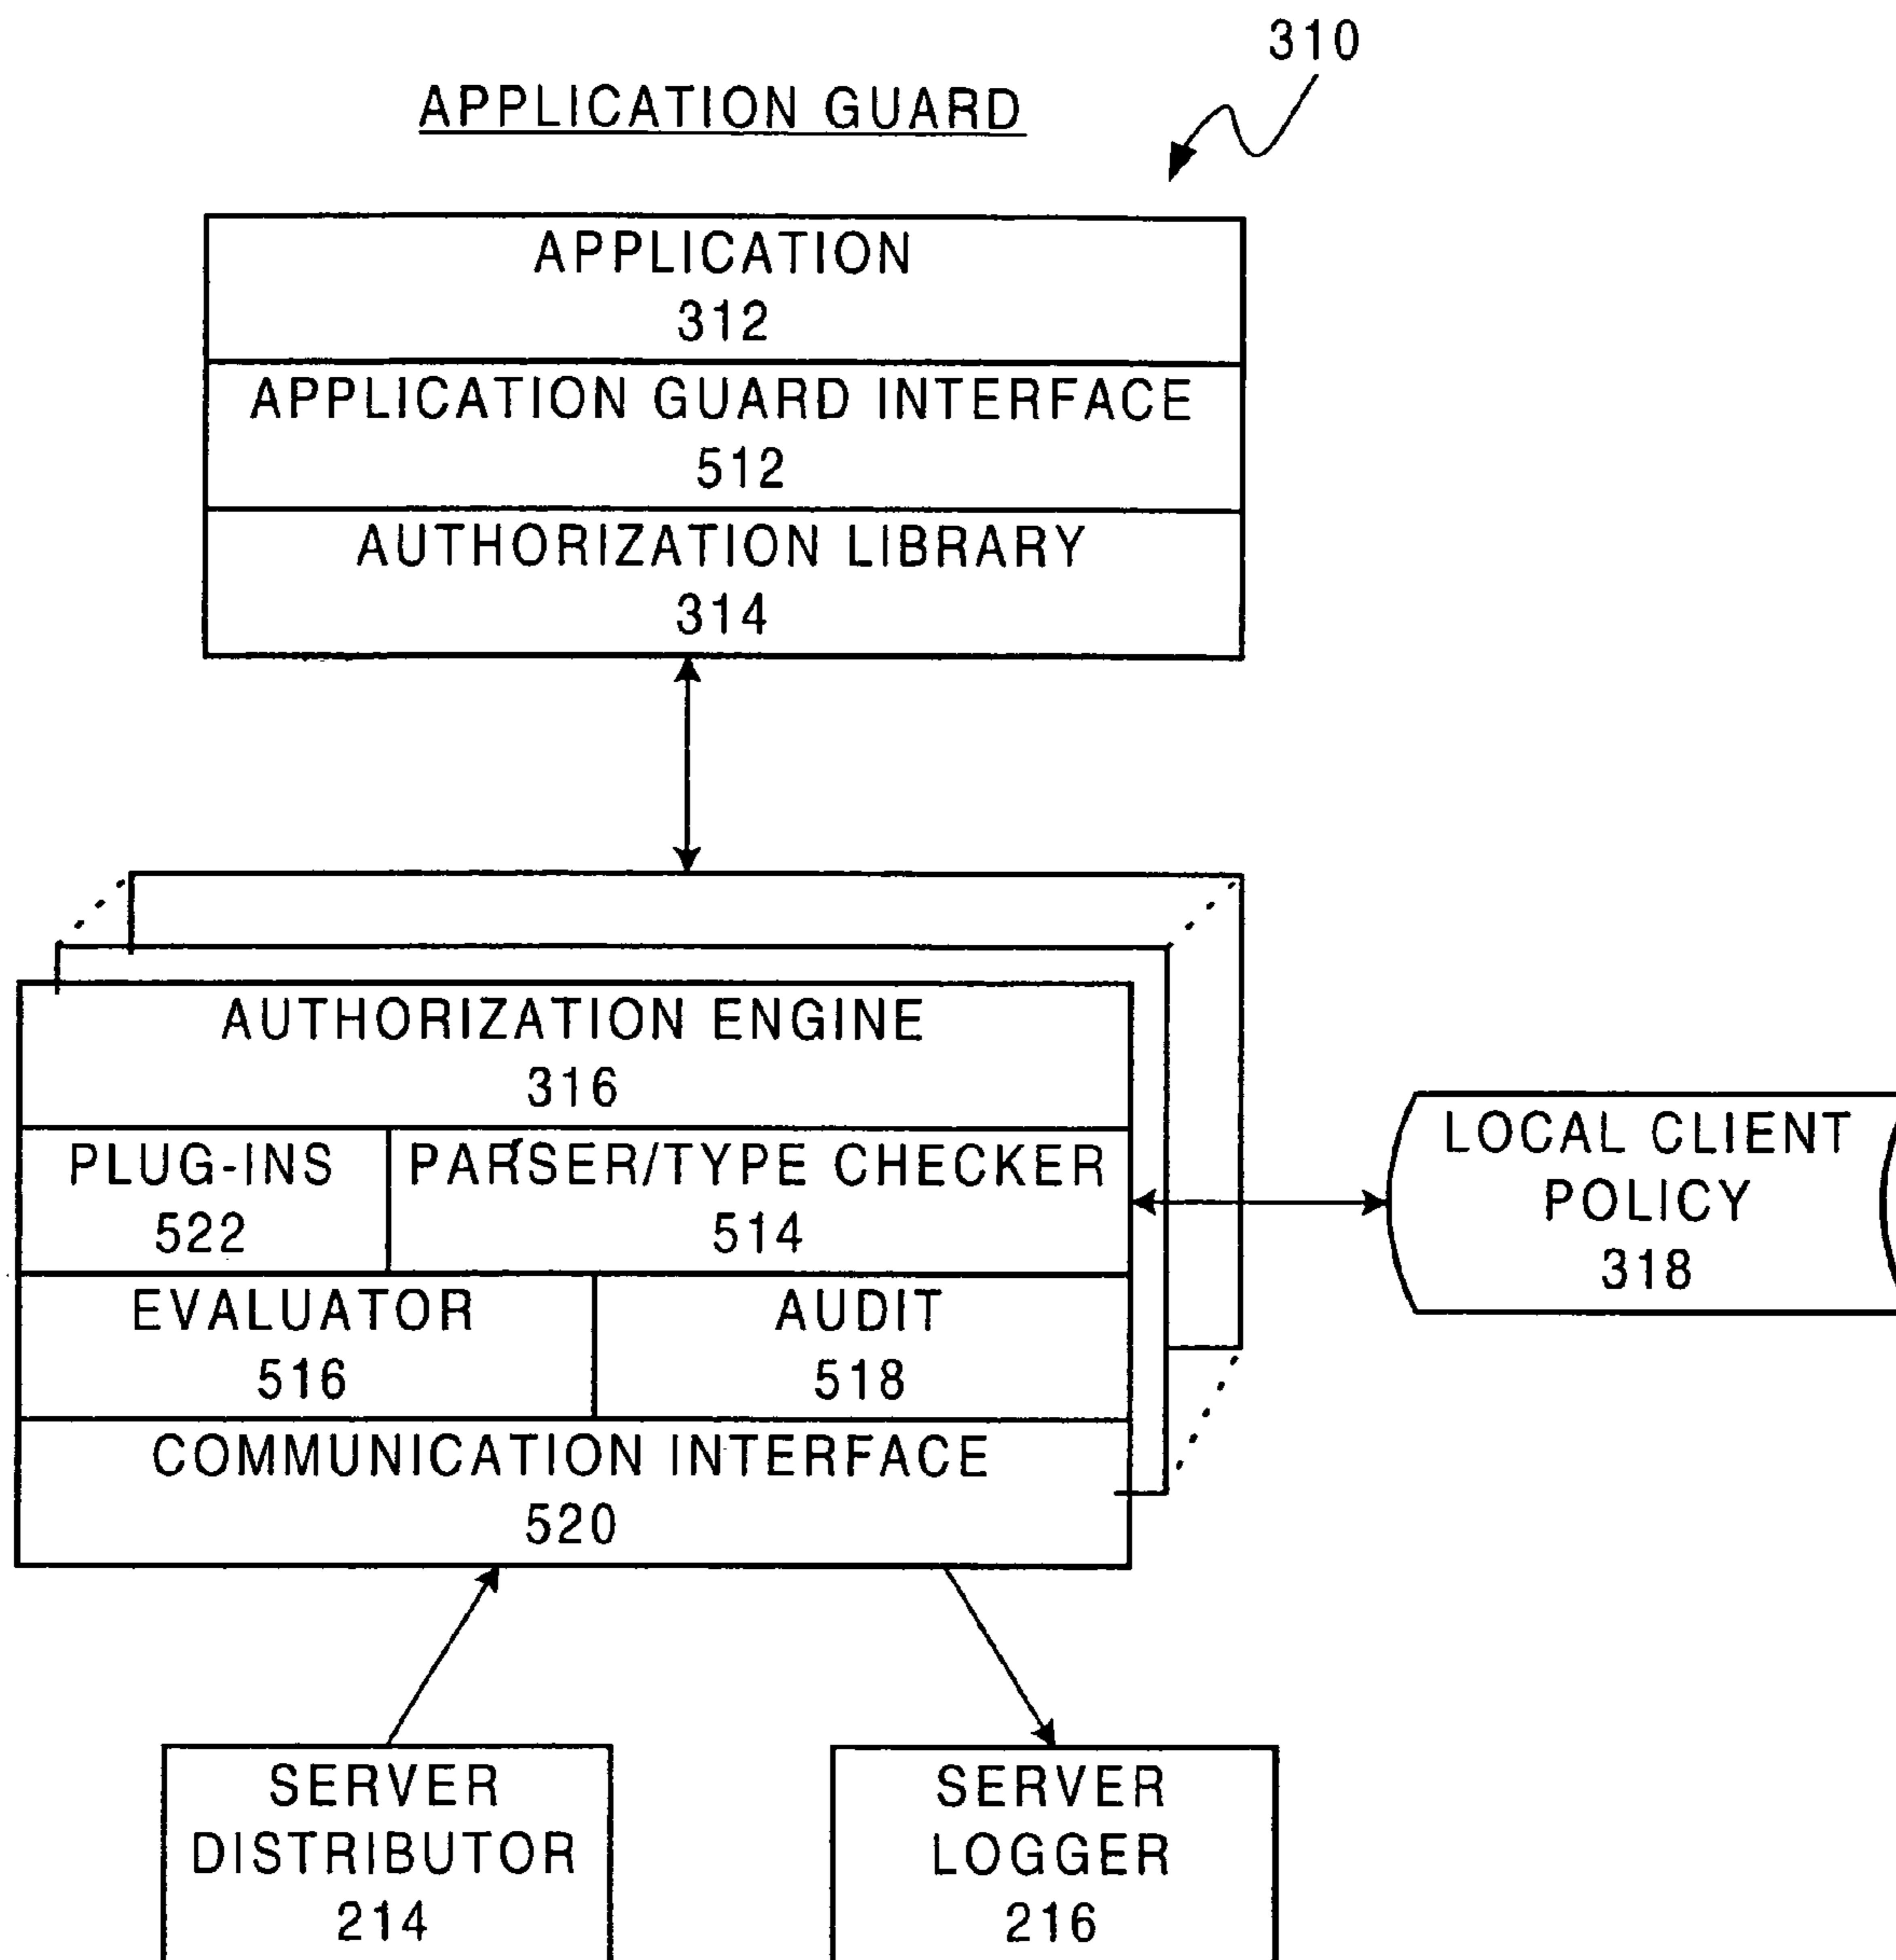 310
APPLICATION GUARD
APPLICATION
312
APPLICATION GUARD INTERFACE
512
AUTHORIZATION LIBRARY
314
AUTHORIZATION ENGINE
316
PLUG-INS
522
PARSER/TYPE CHECKER
514
LOCAL CLIENT
POLICY
318
EVALUATOR
516
AUDIT
518
COMMUNICATION INTERFACE
520
SERVER
DISTRIBUTOR
214
SERVER
LOGGER
216